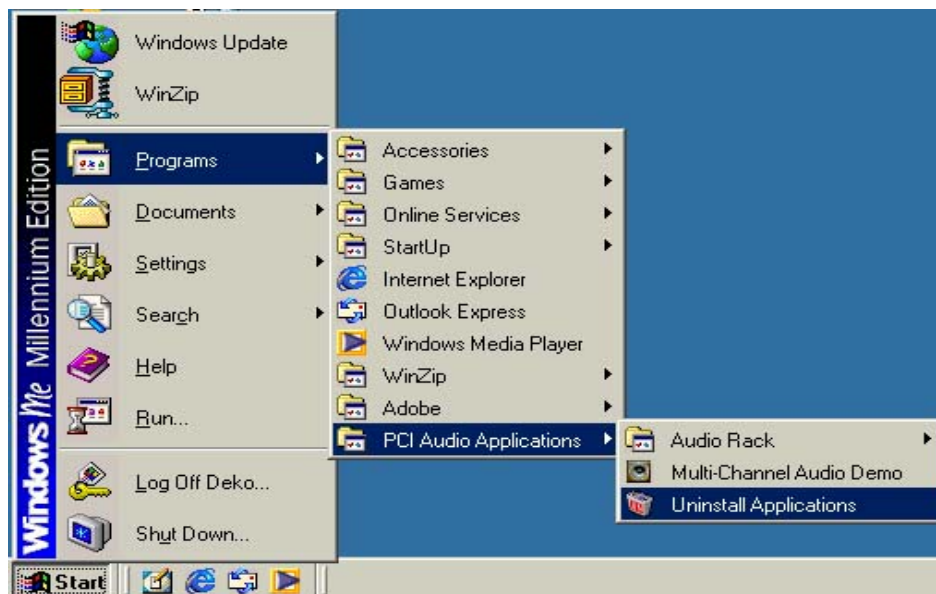 Windows Update
WinZip
Programs
Documents
Settings
Search
Help
Run...
Log Off Deko...
Shut Down...
Windows Me Millennium Edition
Accessories
Games
Online Services
StartUp
Internet Explorer
Outlook Express
Windows Media Player
WinZip
Adobe
PCI Audio Applications
Audio Rack
Multi-Channel Audio Demo
Uninstall Applications
Start